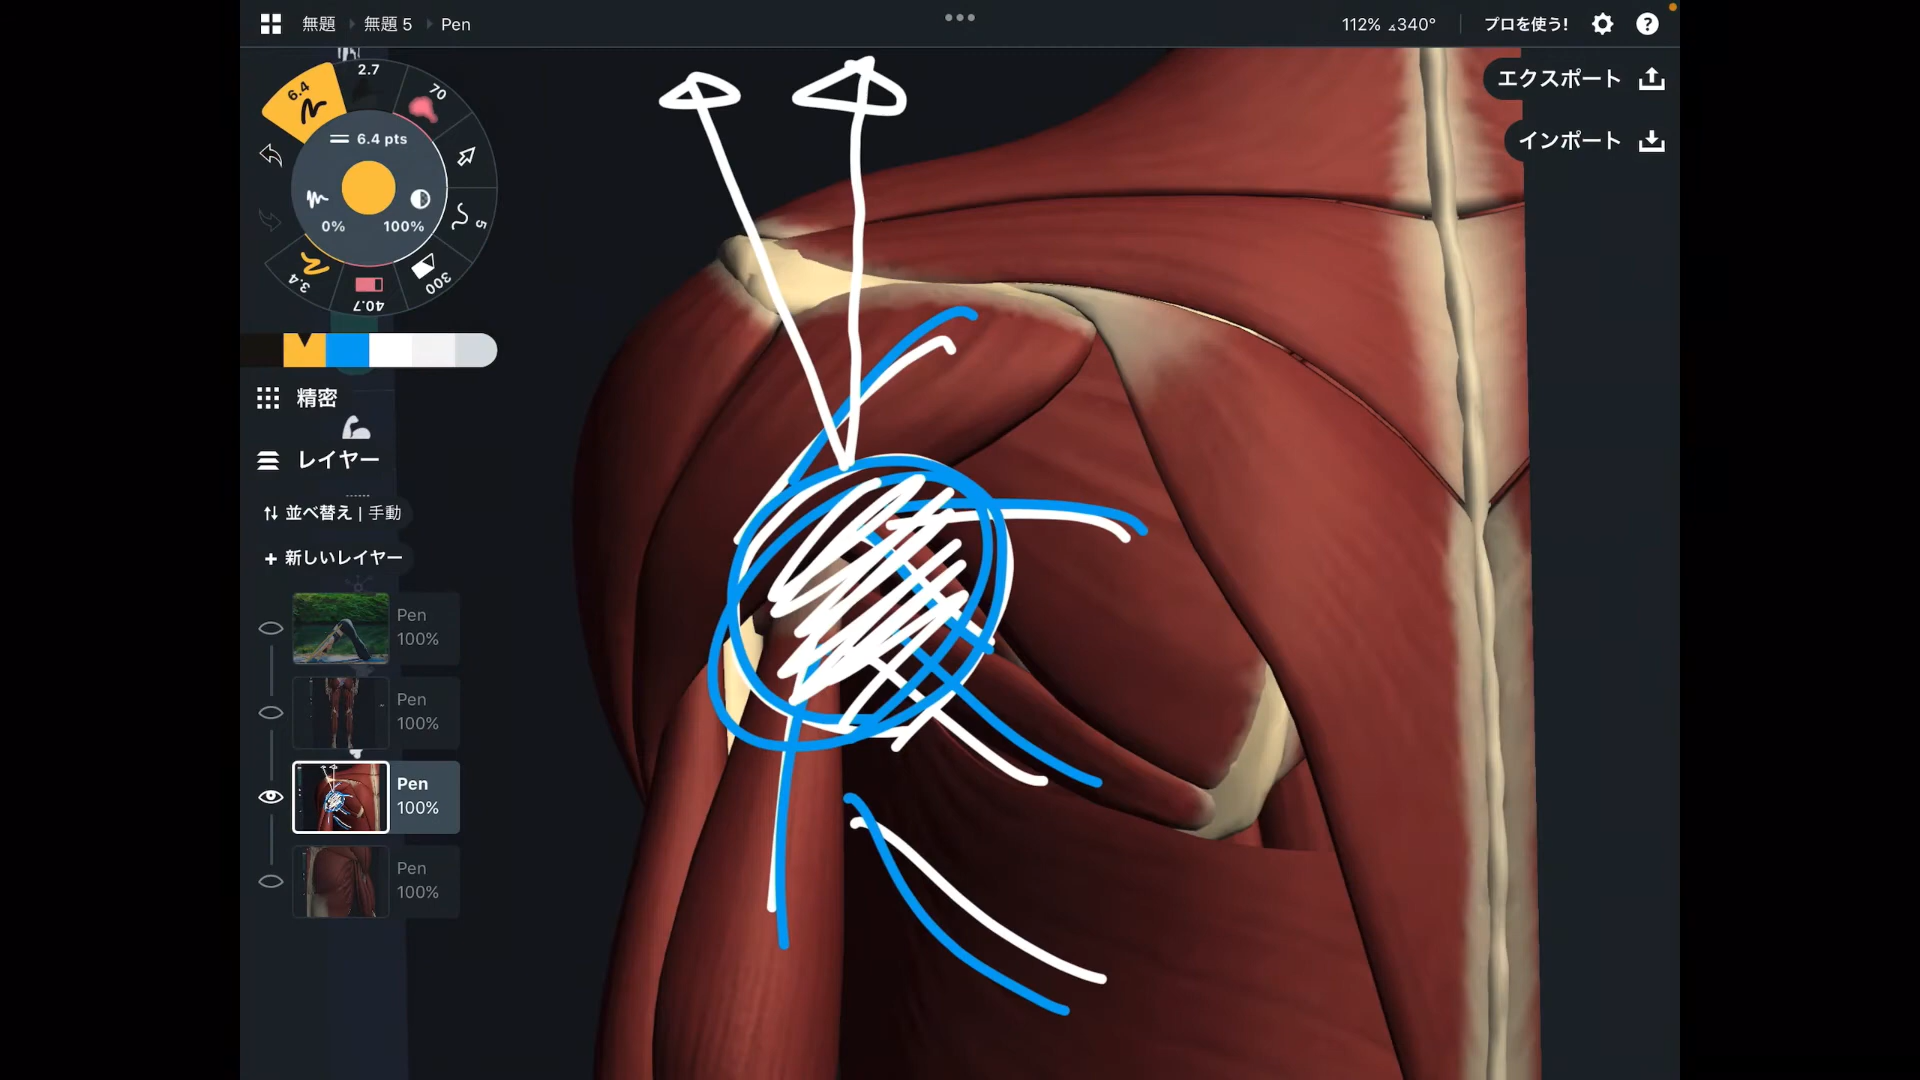 無題 無題 5 Pen
112% ⦟340° プロを使う! ?
エクスポート
インポート
2.7
6.4
70
6.4 pts
0% 100%
5
300
40.7
3.4
精密
レイヤー
並べ替え | 手動
+ 新しいレイヤー
Pen
100%
Pen
100%
Pen
100%
Pen
100%